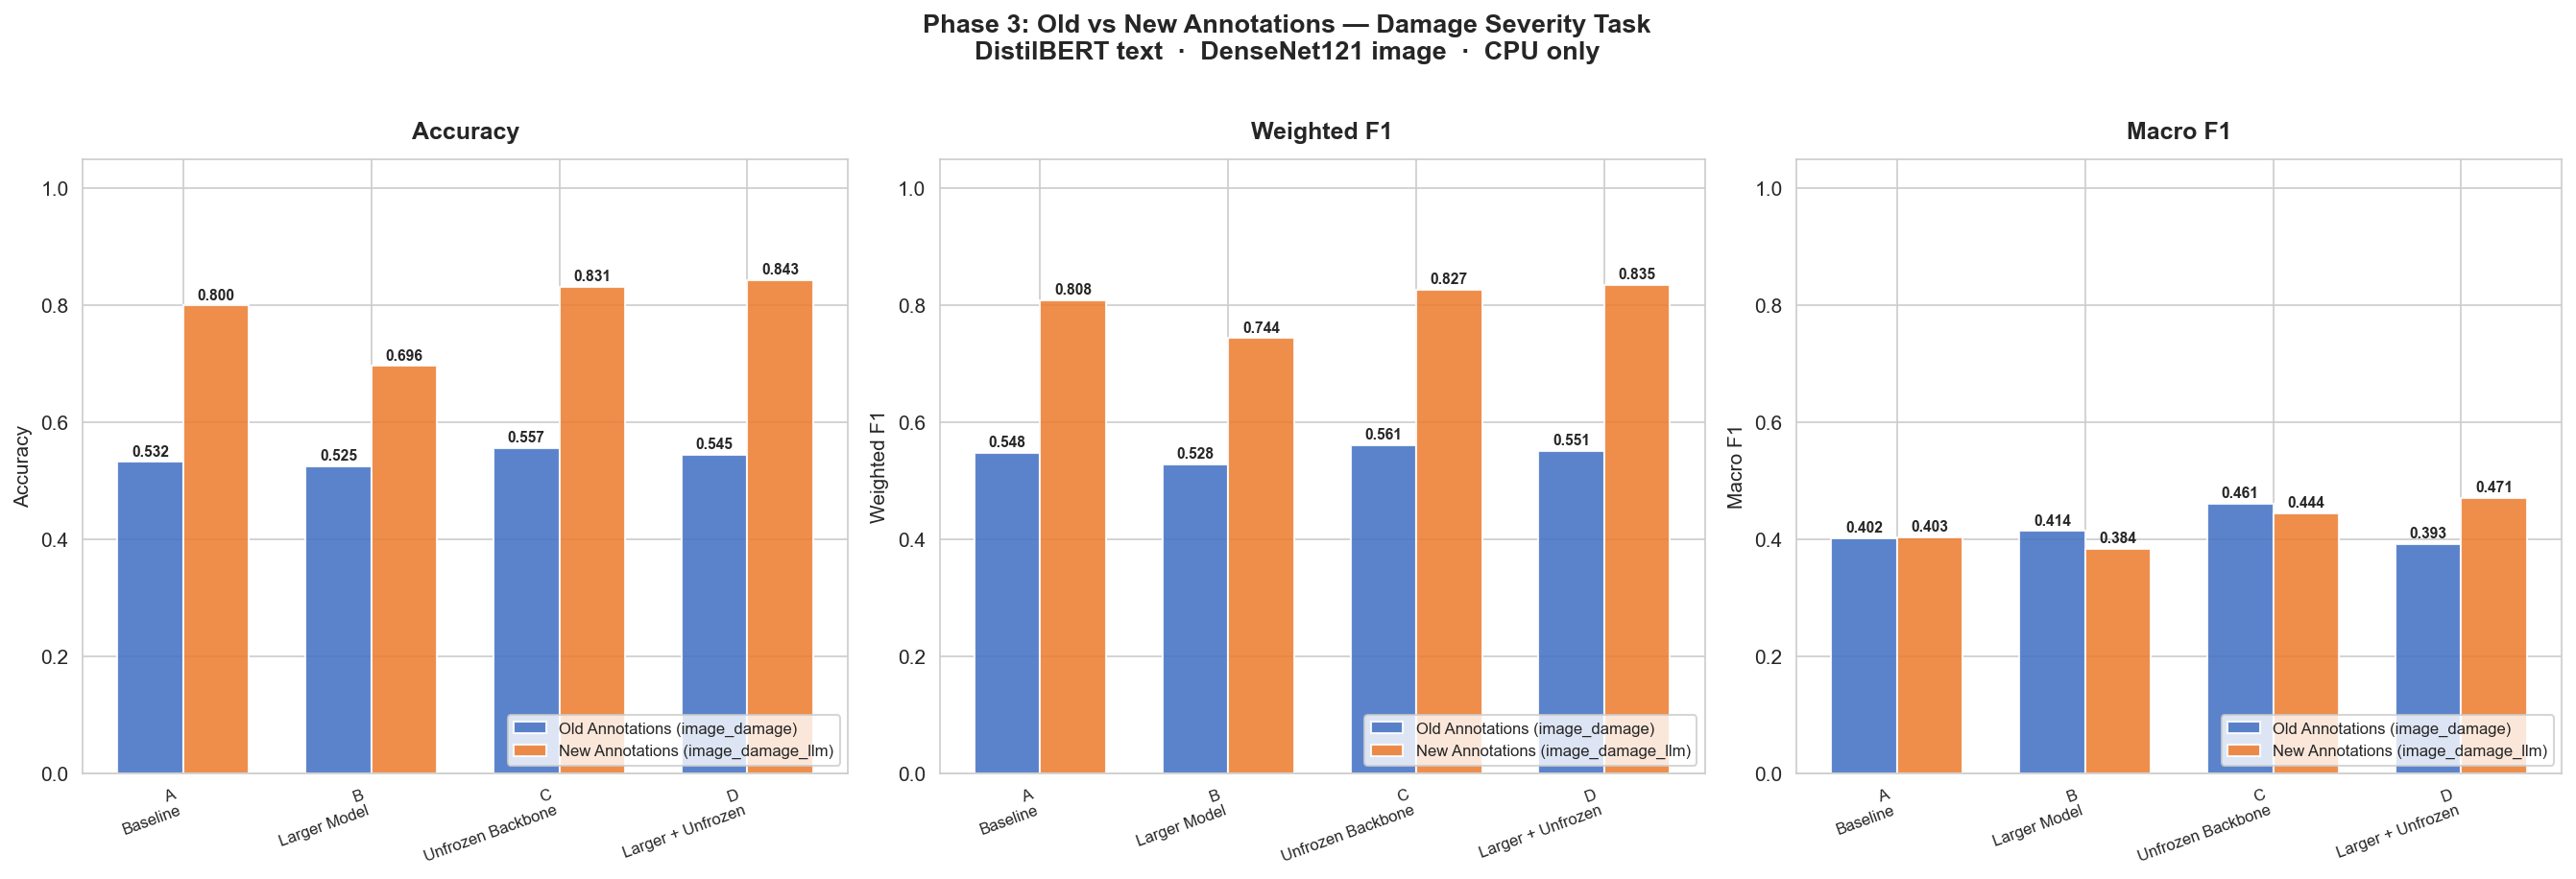 Phase 3: Old vs New Annotations — Damage Severity Task
DistilBERT text · DenseNet121 image · CPU only
Accuracy
Accuracy
1.0
0.8
0.6
0.4
0.2
0.0
0.532
0.800
0.525
0.696
0.557
0.831
0.545
0.843
Old Annotations (image_damage)
New Annotations (image_damage_llm)
A
Baseline
B
Larger Model
C
Unfrozen Backbone
D
Larger + Unfrozen
Weighted F1
Weighted F1
1.0
0.8
0.6
0.4
0.2
0.0
0.548
0.808
0.528
0.744
0.561
0.827
0.551
0.835
Old Annotations (image_damage)
New Annotations (image_damage_llm)
A
Baseline
B
Larger Model
C
Unfrozen Backbone
D
Larger + Unfrozen
Macro F1
Macro F1
1.0
0.8
0.6
0.4
0.2
0.0
0.402
0.403
0.414
0.384
0.461
0.444
0.393
0.471
Old Annotations (image_damage)
New Annotations (image_damage_llm)
A
Baseline
B
Larger Model
C
Unfrozen Backbone
D
Larger + Unfrozen